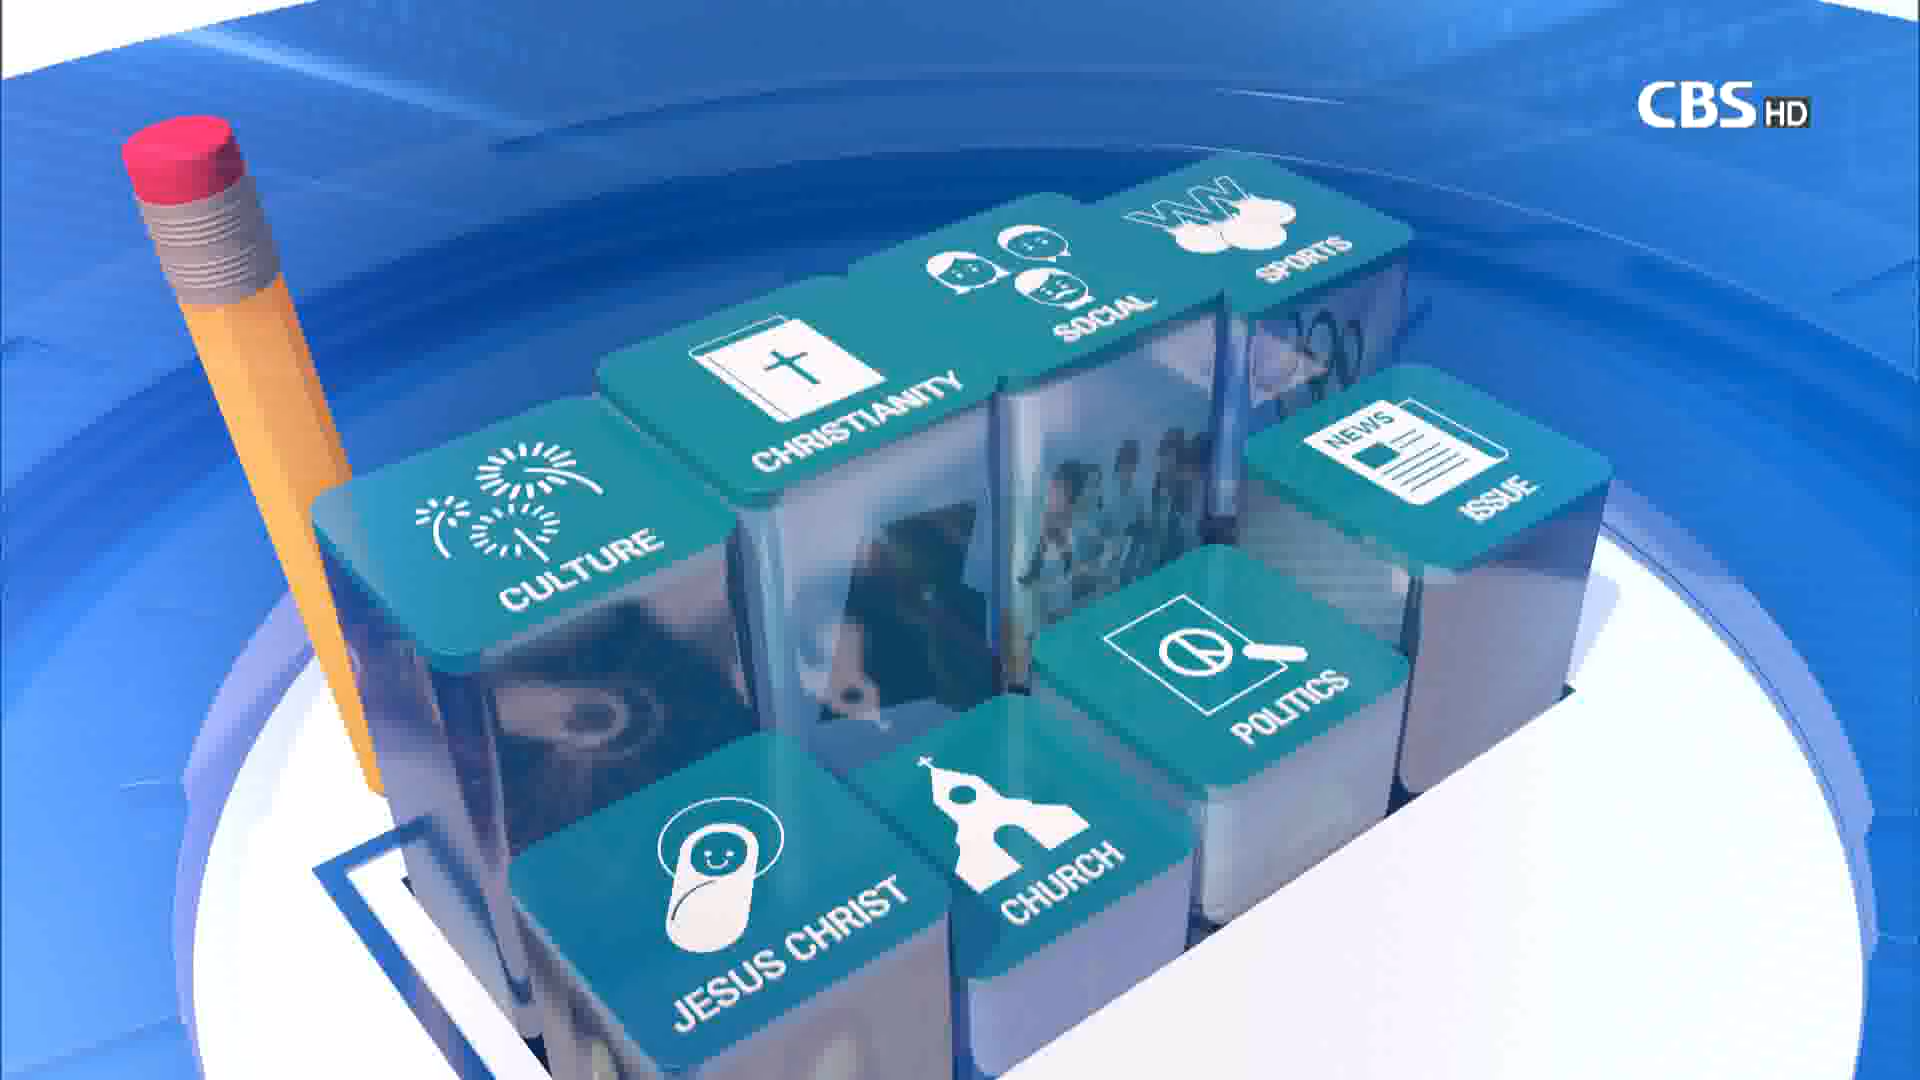 CBS HD
SPORTS
SOCIAL
CHRISTIANITY
NEWS
ISSUE
CULTURE
POLITICS
CHURCH
JESUS CHRIST